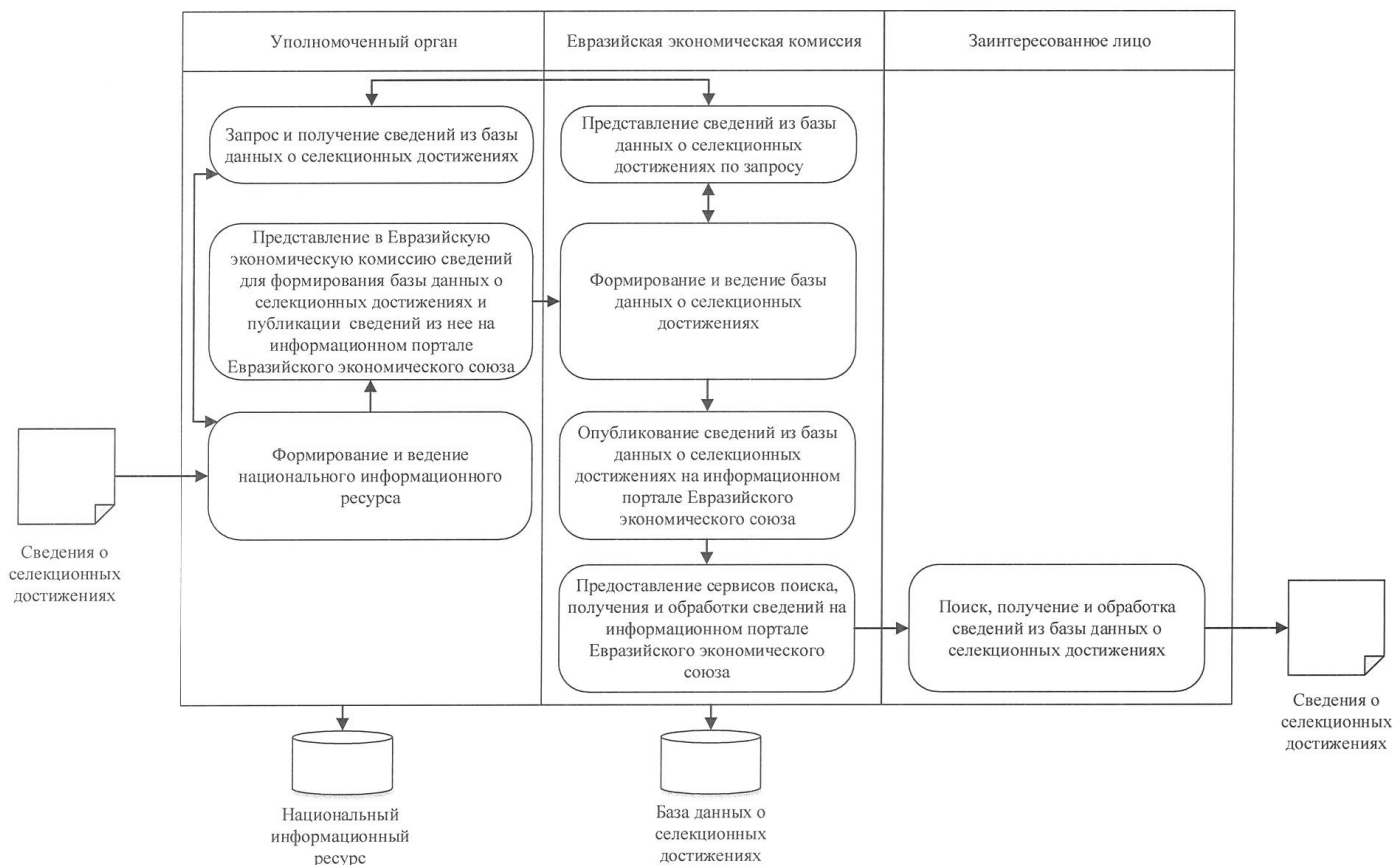 Уполномоченный орган
Евразийская экономическая комиссия
Заинтересованное лицо
Запрос и получение сведений из базы
данных о селекционных достижениях
Представление сведений из базы
данных о селекционных
достижениях по запросу
Представление в Евразийскую
экономическую комиссию сведений
для формирования базы данных о
селекционных достижениях и
публикации сведений из нее на
информационном портале
Евразийского экономического союза
Формирование и ведение базы
данных о селекционных
достижениях
Формирование и ведение
национального информационного
ресурса
Опубликование сведений из базы
данных о селекционных
достижениях на информационном
портале Евразийского
экономического союза
Сведения о
селекционных
достижениях
Предоставление сервисов поиска,
получения и обработки сведений на
информационном портале
Евразийского экономического
союза
Поиск, получение и обработка
сведений из базы данных о
селекционных достижениях
Сведения о
селекционных
достижениях
Национальный
информационный
ресурс
База данных о
селекционных
достижениях